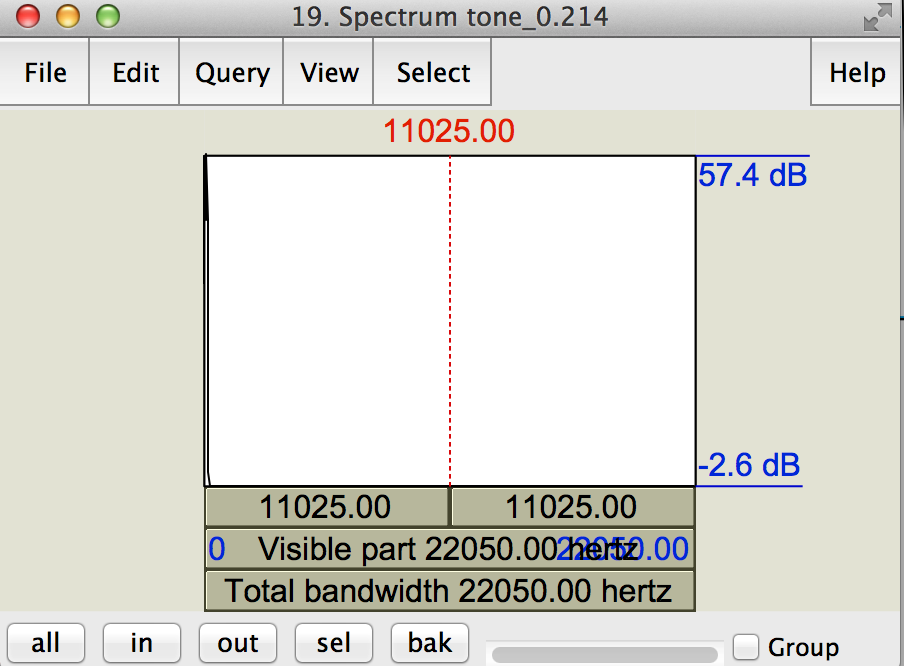 19. Spectrum tone_0.214
File Edit Query View Select Help
11025.00
57.4 dB
-2.6 dB
11025.00 11025.00
0 Visible part 22050.00 hertz 22050.00
Total bandwidth 22050.00 hertz
all in out sel bak Group